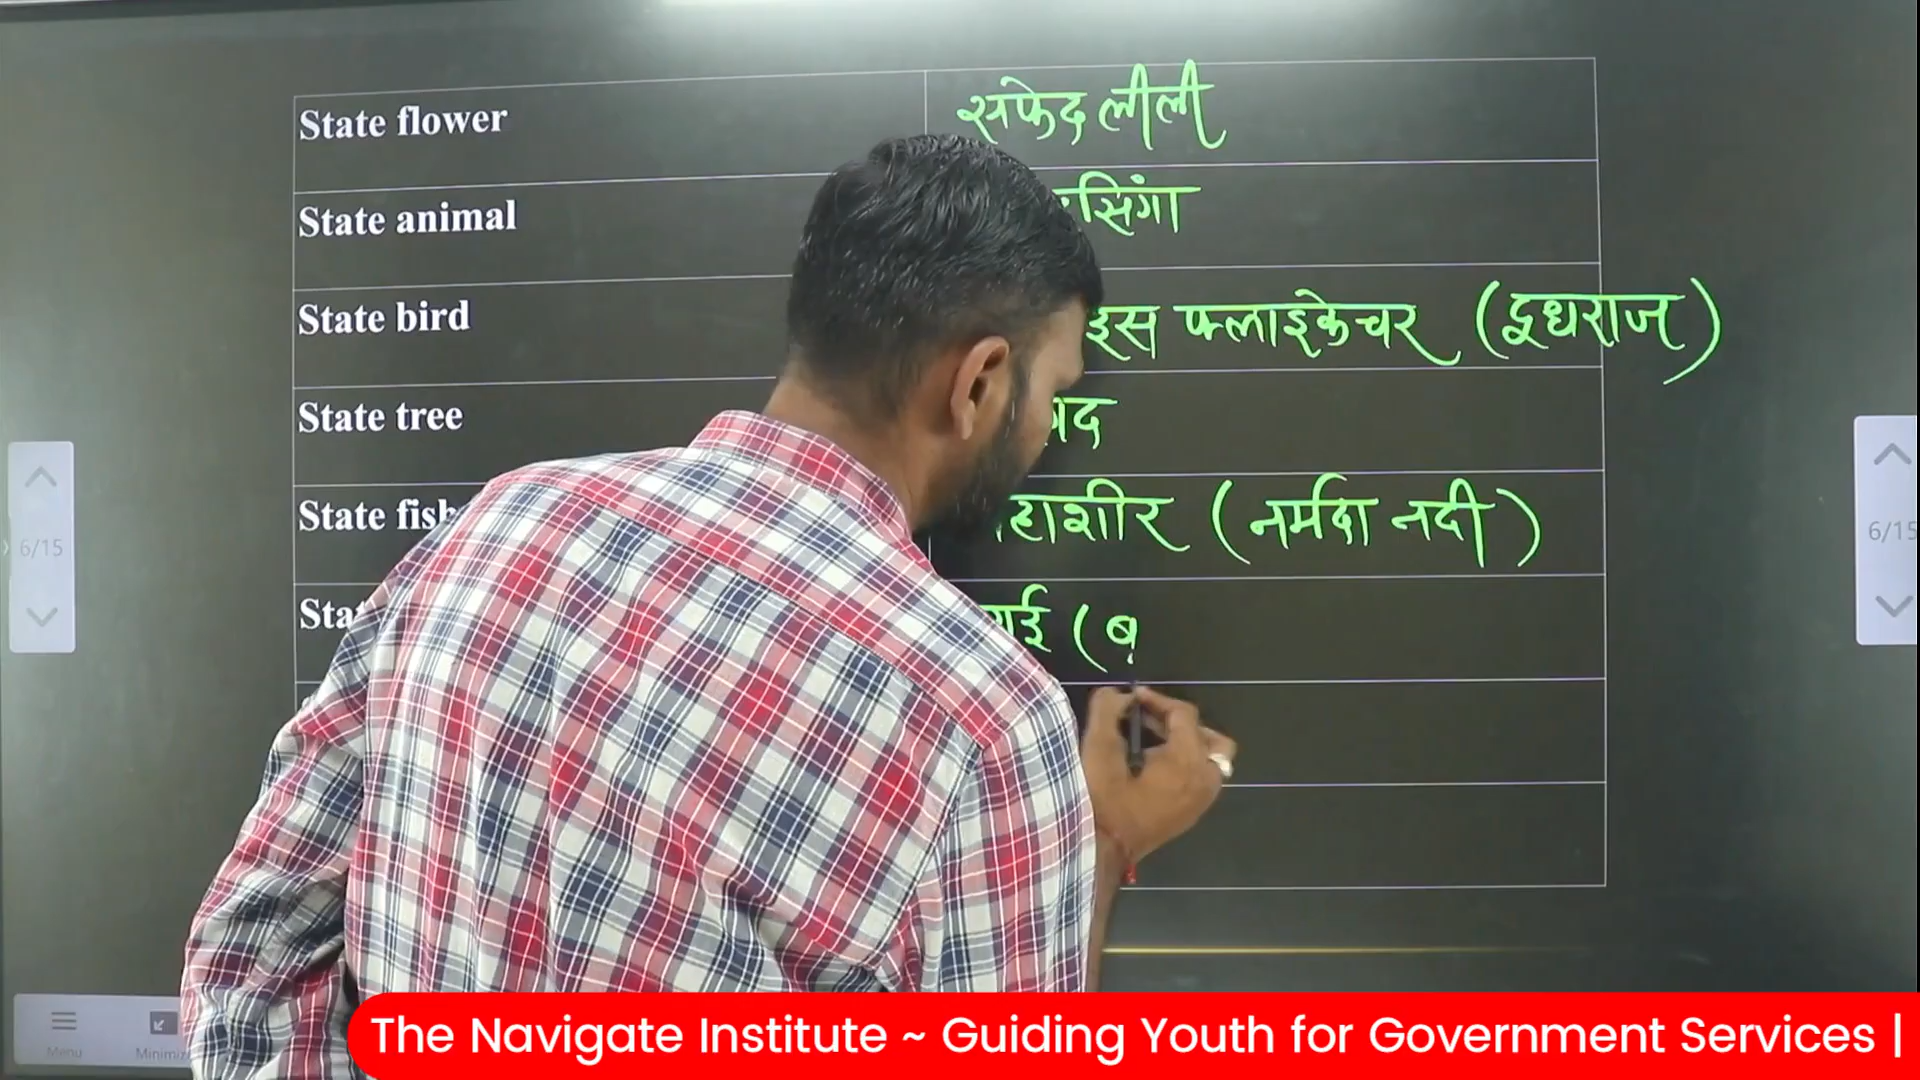 State flower सफेद लीली
State animal सिंगा
State bird इस फ्लाइकेचर (दूधराज)
State tree
State fish हाशीर (नर्मदा नदी)
ई (ब
6/15
6/15
Menu
The Navigate Institute ~ Guiding Youth for Government Services |